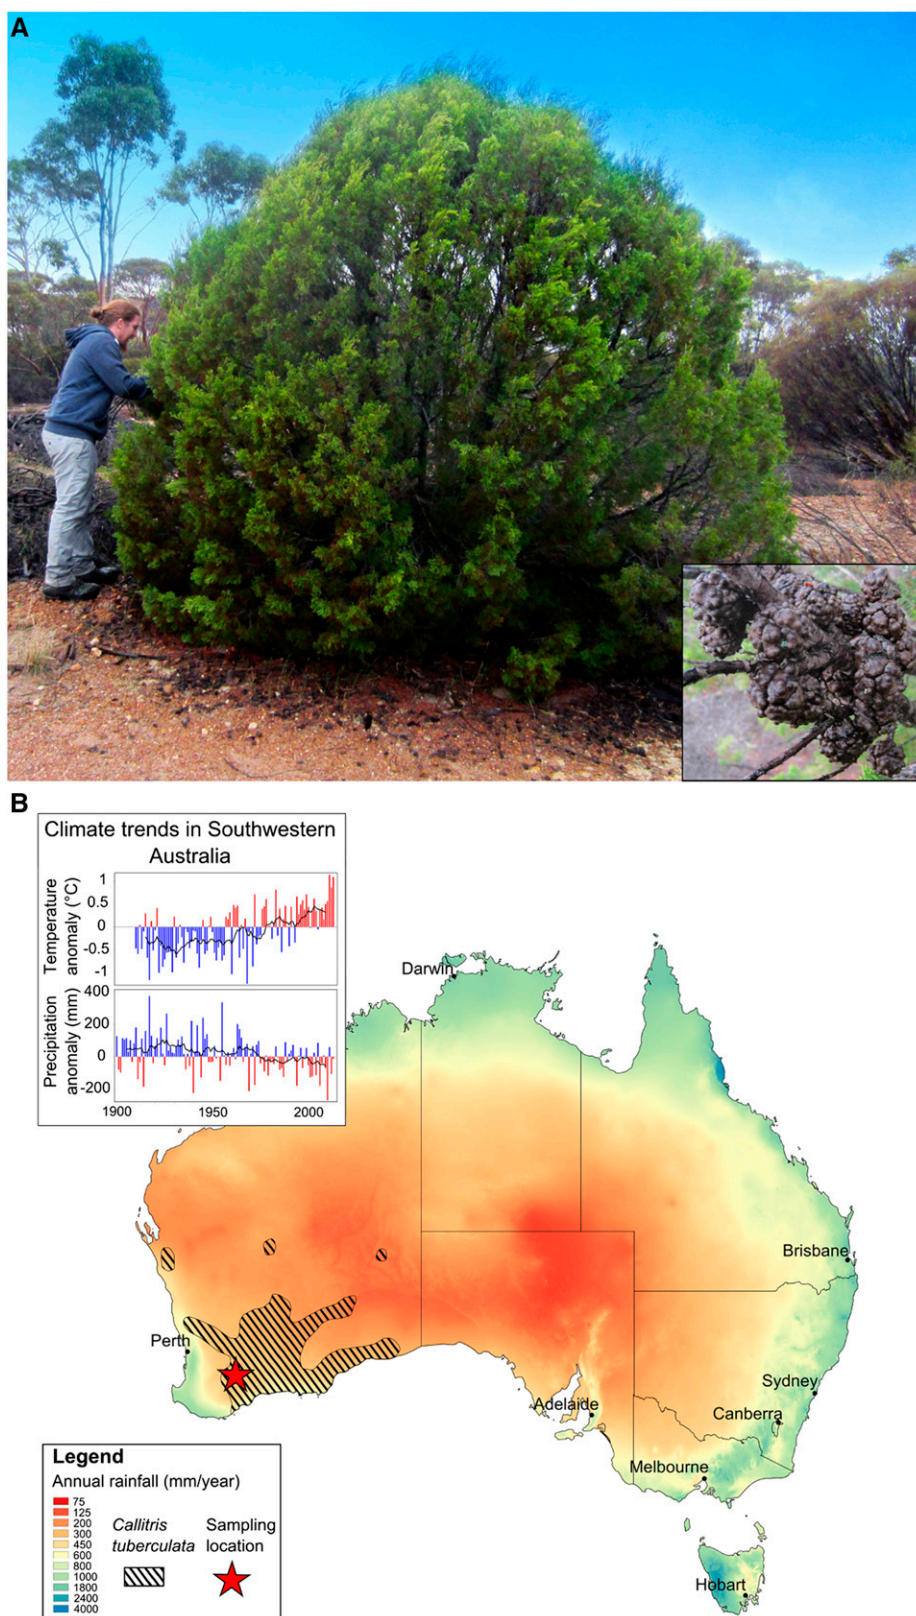 A
B
Climate trends in Southwestern
Australia
Temperature
anomaly (°C)
1
0.5
0
-0.5
-1
Precipitation
anomaly (mm)
400
200
0
-200
1900
1950
2000
Darwin
Brisbane
Perth
Sydney
Adelaide
Canberra
Melbourne
Hobart
Legend
Annual rainfall (mm/year)
75
125
200
300
450
600
800
1000
1800
2400
4000
Callitris
tuberculata
Sampling
location